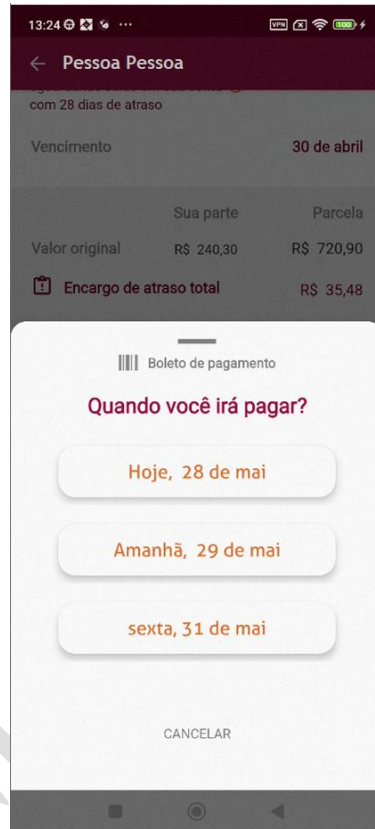 13:24
VPN
100
Pessoa Pessoa
com 28 dias de atraso
Vencimento 30 de abril
Sua parte Parcela
Valor original R$ 240,30 R$ 720,90
Encargo de atraso total R$ 35,48
Boleto de pagamento
Quando você irá pagar?
Hoje, 28 de mai
Amanhã, 29 de mai
sexta, 31 de mai
CANCELAR